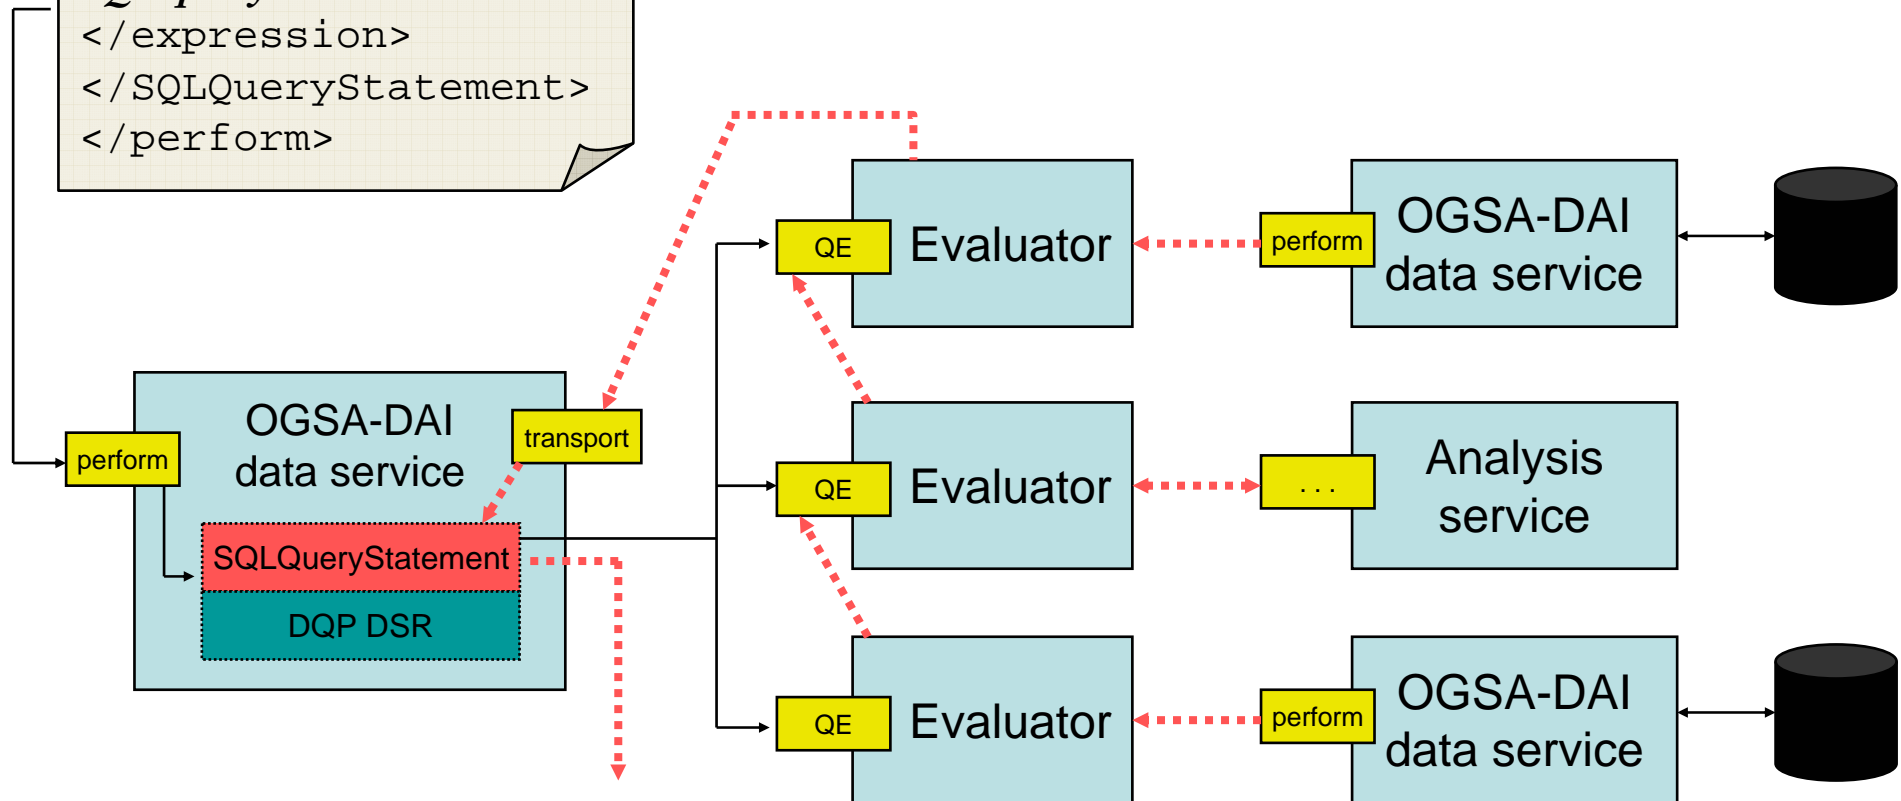 </expression>
</SQLQueryStatement>
</perform>
QE
Evaluator
perform
OGSA-DAI
data service
perform
OGSA-DAI
data service
transport
SQLQueryStatement
DQP DSR
QE
Evaluator
. . .
Analysis
service
QE
Evaluator
perform
OGSA-DAI
data service